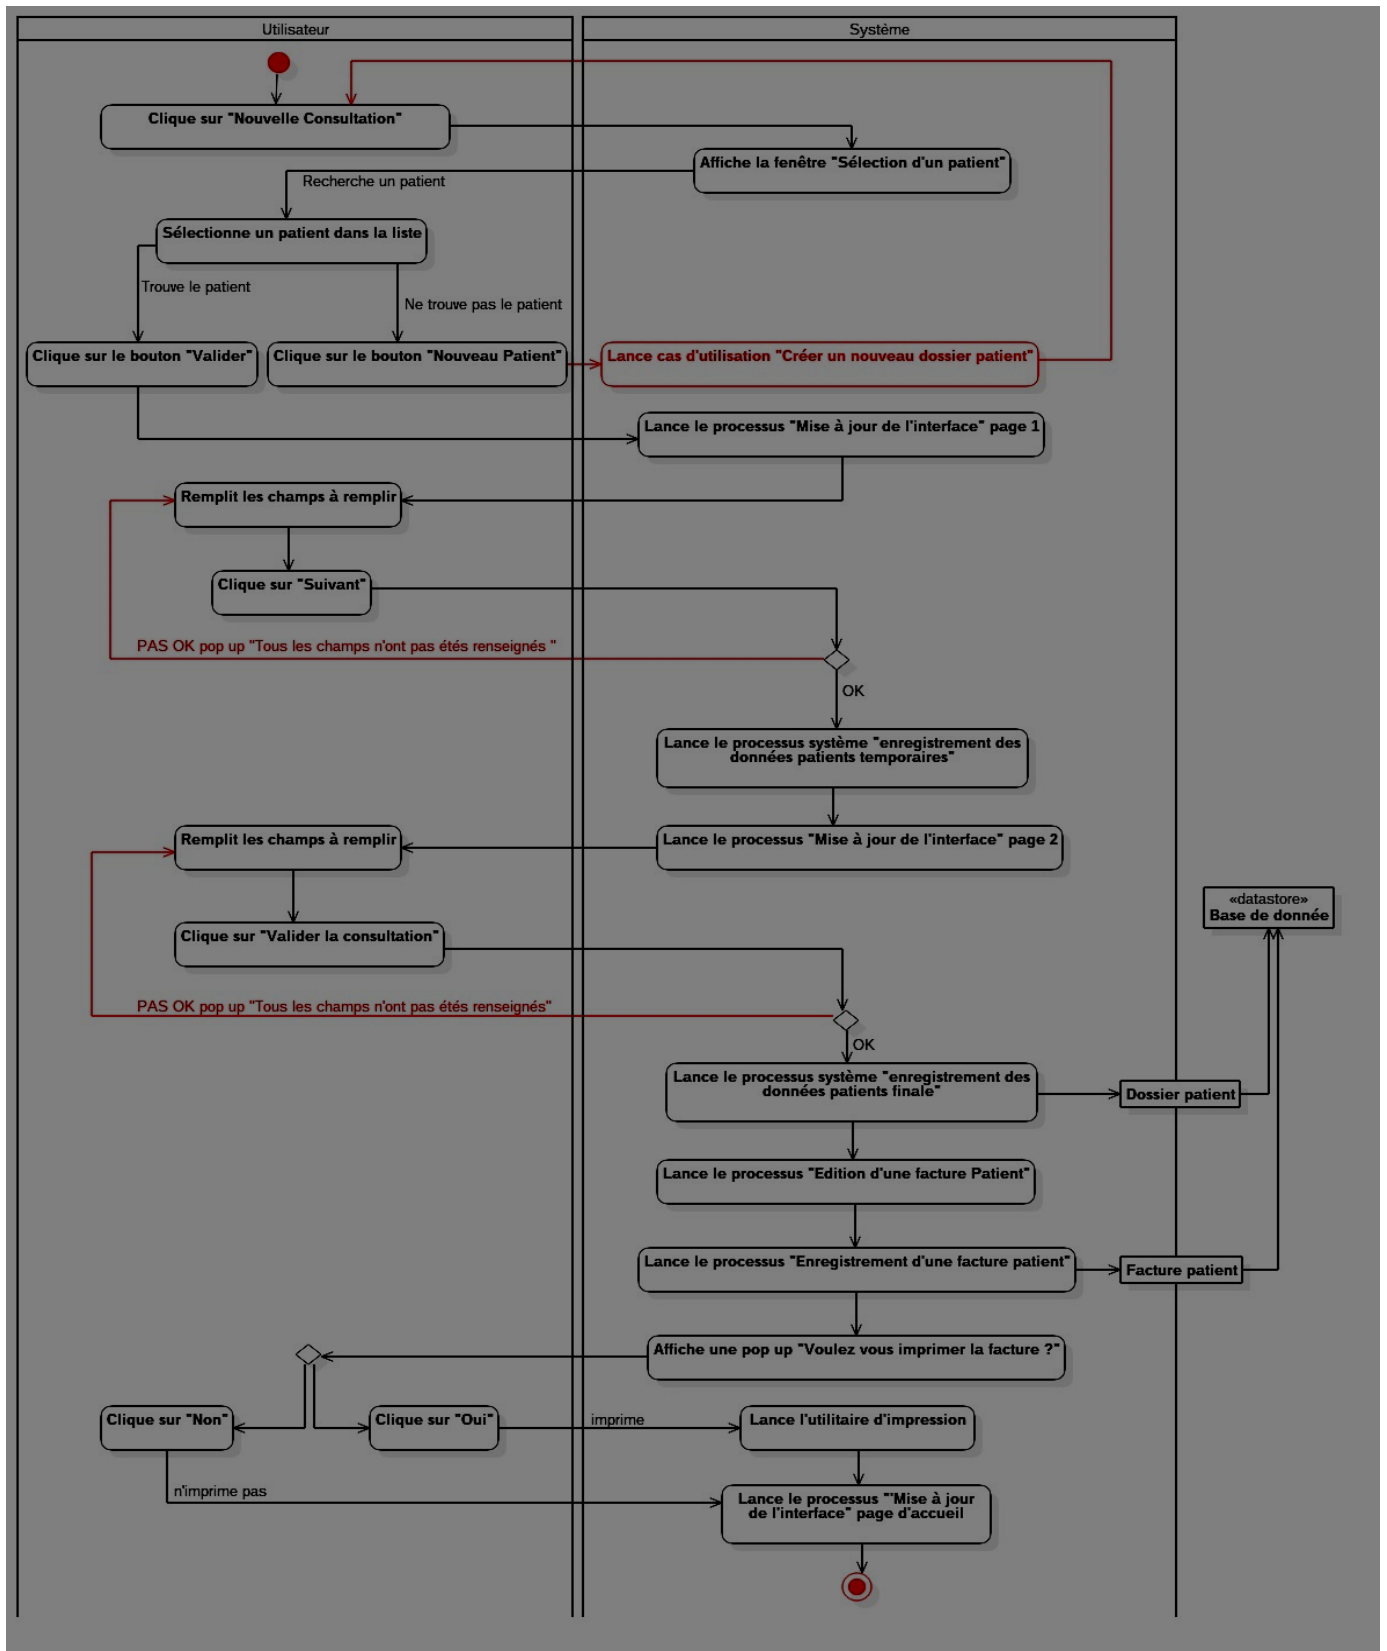 Utilisateur
Système
Clique sur "Nouvelle Consultation"
Affiche la fenêtre "Sélection d'un patient"
Recherche un patient
Sélectionne un patient dans la liste
Trouve le patient
Ne trouve pas le patient
Clique sur le bouton "Valider"
Clique sur le bouton "Nouveau Patient"
Lance cas d'utilisation "Créer un nouveau dossier patient"
Lance le processus "Mise à jour de l'interface" page 1
Remplit les champs à remplir
Clique sur "Suivant"
PAS OK pop up "Tous les champs n'ont pas étés renseignés "
OK
Lance le processus système "enregistrement des
données patients temporaires"
Remplit les champs à remplir
Lance le processus "Mise à jour de l'interface" page 2
«datastore»
Base de donnée
Clique sur "Valider la consultation"
PAS OK pop up "Tous les champs n'ont pas étés renseignés"
OK
Lance le processus système "enregistrement des
données patients finale"
Dossier patient
Lance le processus "Edition d'une facture Patient"
Lance le processus "Enregistrement d'une facture patient"
Facture patient
Affiche une pop up "Voulez vous imprimer la facture ?"
Clique sur "Non"
Clique sur "Oui"
imprime
Lance l'utilitaire d'impression
n'imprime pas
Lance le processus "'Mise à jour
de l'interface" page d'accueil